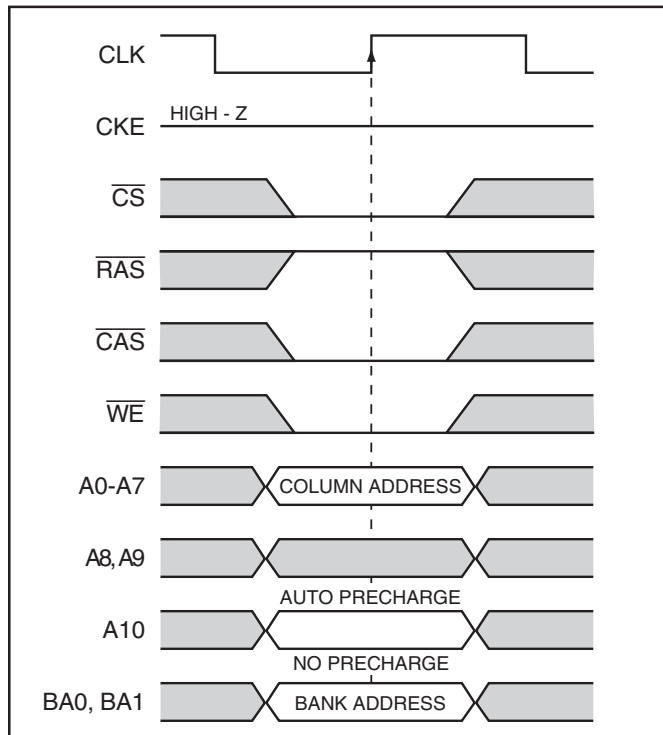 CLK
CKE HIGH - Z
CS
RAS
CAS
WE
A0-A7 COLUMN ADDRESS
A8, A9
AUTO PRECHARGE
A10
NO PRECHARGE
BA0, BA1 BANK ADDRESS